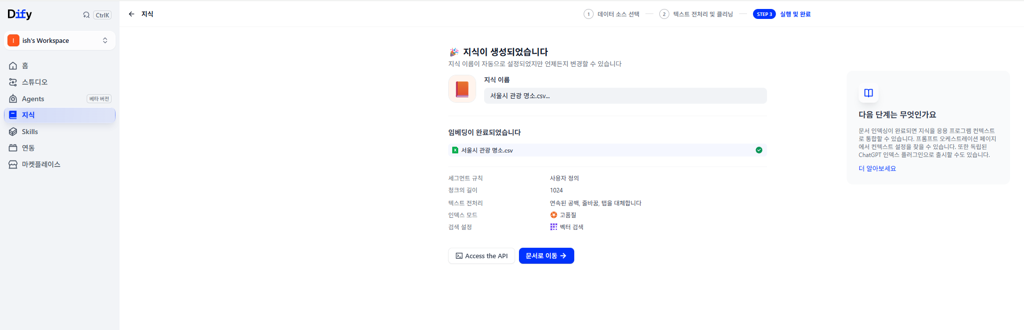 Dify
CtrlK
← 지식
1 데이터 소스 선택
2 텍스트 전처리 및 클리닝
STEP 3 실행 및 완료
I ish's Workspace
홈
스튜디오
Agents 베타 버전
지식
Skills
연동
마켓플레이스
지식이 생성되었습니다
지식 이름이 자동으로 설정되었지만 언제든지 변경할 수 있습니다
지식 이름
서울시 관광 명소.csv...
임베딩이 완료되었습니다
서울시 관광 명소.csv
세그먼트 규칙 사용자 정의
청크의 길이 1024
텍스트 전처리 연속된 공백, 줄바꿈, 탭을 대체합니다
인덱스 모드 고품질
검색 설정 벡터 검색
Access the API
문서로 이동 →
다음 단계는 무엇인가요
문서 인덱싱이 완료되면 지식을 응용 프로그램 컨텍스트
로 통합할 수 있습니다. 프롬프트 오케스트레이션 페이지
에서 컨텍스트 설정을 찾을 수 있습니다. 또한 독립된
ChatGPT 인덱스 플러그인으로 출시할 수도 있습니다.
더 알아보세요